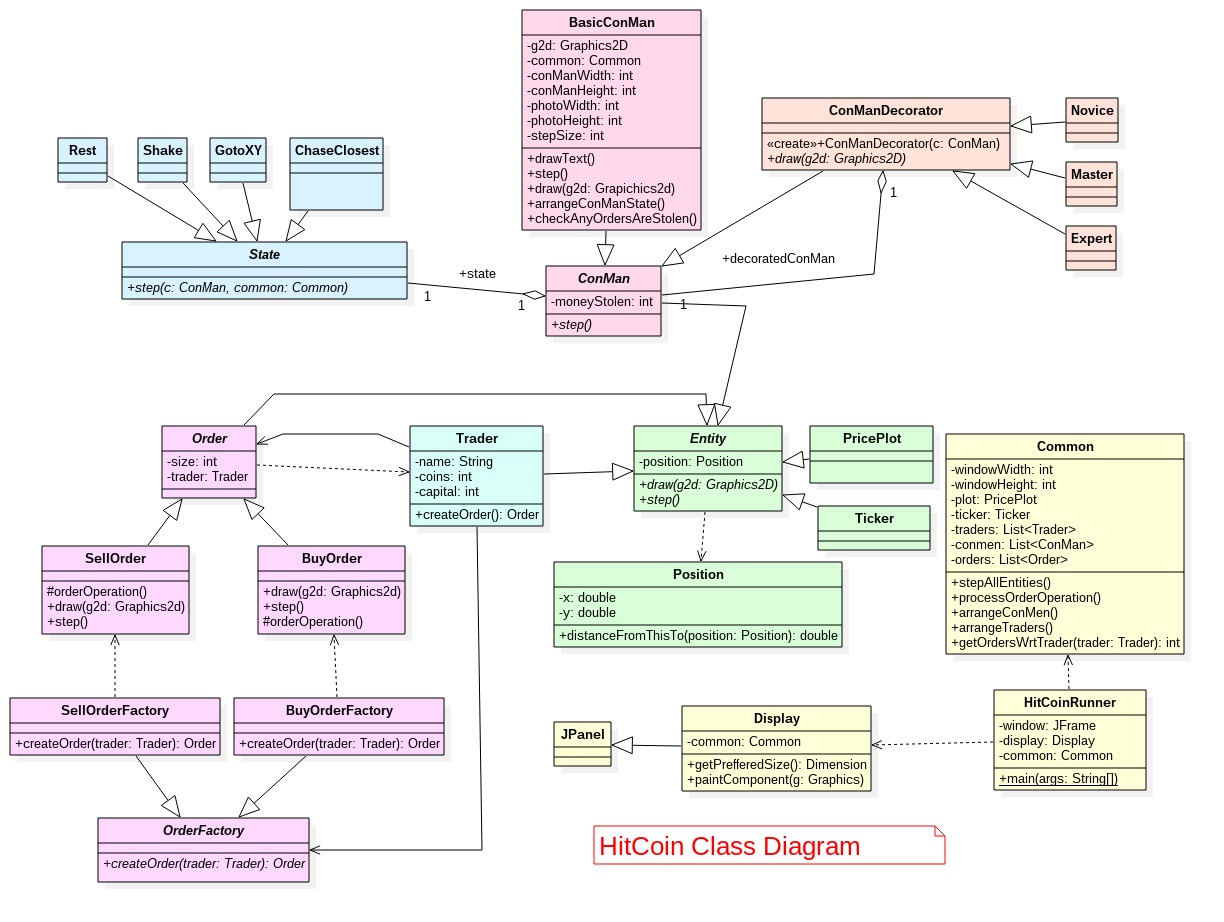 BasicConMan
-g2d: Graphics2D
-common: Common
-conManWidth: int
-conManHeight: int
-photoWidth: int
-photoHeight: int
-stepSize: int
+drawText()
+step()
+draw(g2d: Grapichics2d)
+arrangeConManState()
+checkAnyOrdersAreStolen()
ConManDecorator
«create»+ConManDecorator(c: ConMan)
+draw(g2d: Graphics2D)
Novice
Master
Expert
Rest
Shake
GotoXY
ChaseClosest
State
+step(c: ConMan, common: Common)
+state
1
1
ConMan
-moneyStolen: int
+step()
+decoratedConMan
1
1
Order
-size: int
-trader: Trader
Trader
-name: String
-coins: int
-capital: int
+createOrder(): Order
Entity
-position: Position
+draw(g2d: Graphics2D)
+step()
PricePlot
Ticker
Common
-windowWidth: int
-windowHeight: int
-plot: PricePlot
-ticker: Ticker
-traders: List<Trader>
-conmen: List<ConMan>
-orders: List<Order>
+stepAllEntities()
+processOrderOperation()
+arrangeConMen()
+arrangeTraders()
+getOrdersWrtTrader(trader: Trader): int
SellOrder
#orderOperation()
+draw(g2d: Graphics2d)
+step()
BuyOrder
+draw(g2d: Graphics2d)
+step()
#orderOperation()
Position
-x: double
-y: double
+distanceFromThisTo(position: Position): double
SellOrderFactory
+createOrder(trader: Trader): Order
BuyOrderFactory
+createOrder(trader: Trader): Order
JPanel
Display
-common: Common
+getPrefferedSize(): Dimension
+paintComponent(g: Graphics)
HitCoinRunner
-window: JFrame
-display: Display
-common: Common
+main(args: String[])
OrderFactory
+createOrder(trader: Trader): Order
HitCoin Class Diagram